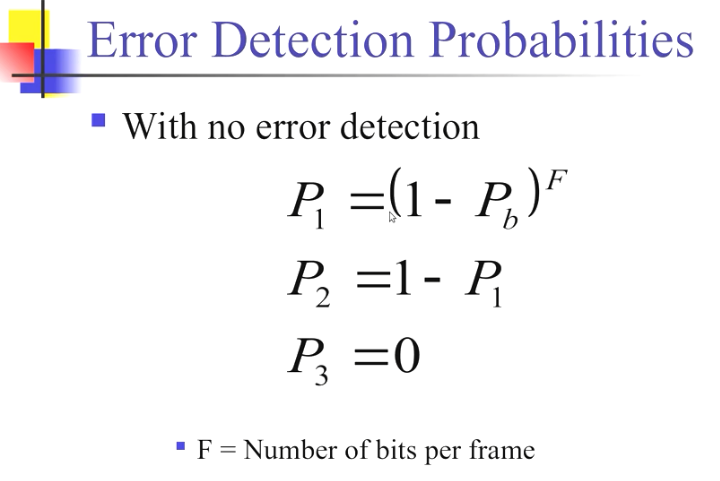 Error Detection Probabilities
With no error detection
P₁ =(1- P_b)^F
P₂ =1- P₁
P₃ =0
F = Number of bits per frame